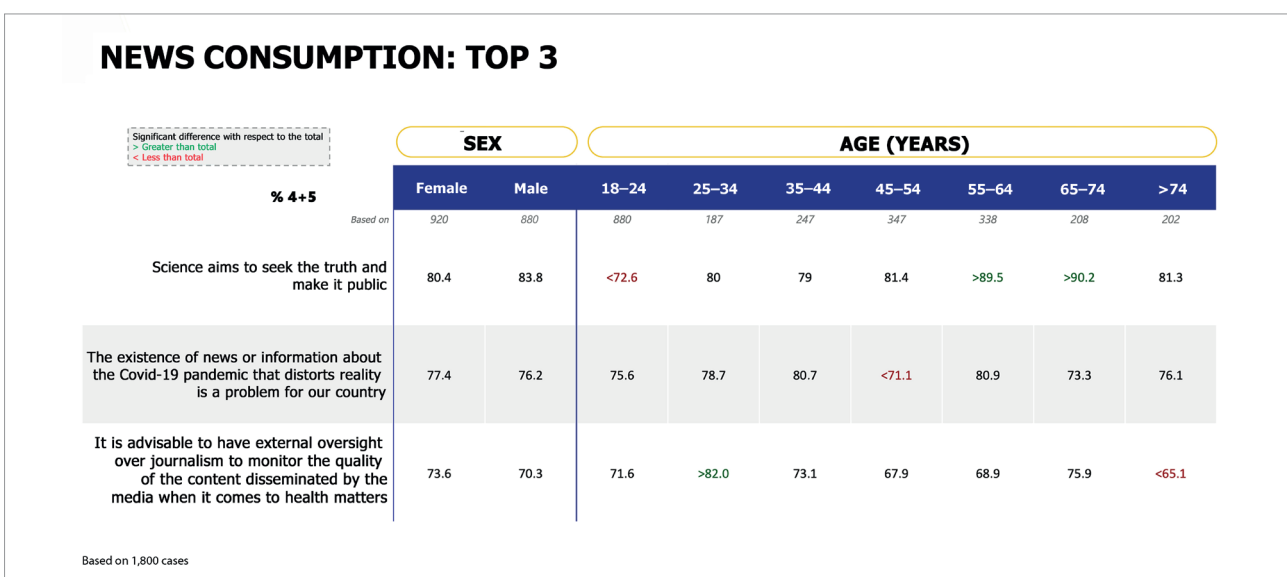 NEWS CONSUMPTION: TOP 3
Significant difference with respect to the total
> Greater than total
< Less than total
SEX AGE (YEARS)
% 4+5 Female Male 18–24 25–34 35–44 45–54 55–64 65–74 >74
Based on 920 880 880 187 247 347 338 208 202
Science aims to seek the truth and
make it public 80.4 83.8 <72.6 80 79 81.4 >89.5 >90.2 81.3
The existence of news or information about
the Covid-19 pandemic that distorts reality 77.4 76.2 75.6 78.7 80.7 <71.1 80.9 73.3 76.1
is a problem for our country
It is advisable to have external oversight
over journalism to monitor the quality 73.6 70.3 71.6 >82.0 73.1 67.9 68.9 75.9 <65.1
of the content disseminated by the
media when it comes to health matters
Based on 1,800 cases